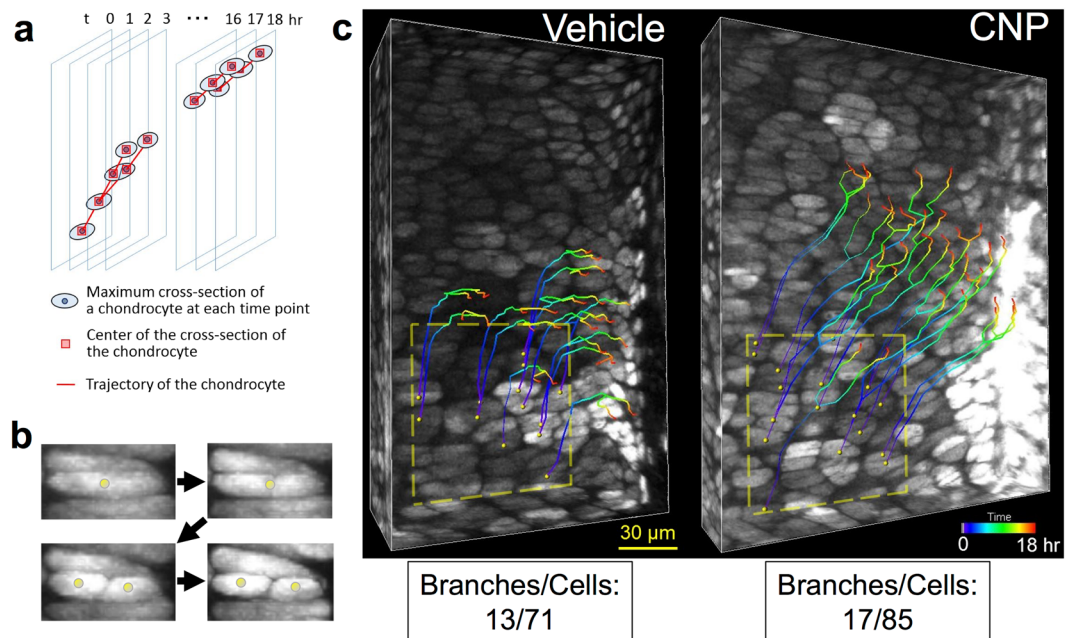 a
t 0 1 2 3 ··· 16 17 18 hr
Maximum cross-section of
a chondrocyte at each time point
Center of the cross-section of
the chondrocyte
Trajectory of the chondrocyte
b
c
Vehicle
CNP
30 µm
Time
0 18 hr
Branches/Cells:
13/71
Branches/Cells:
17/85